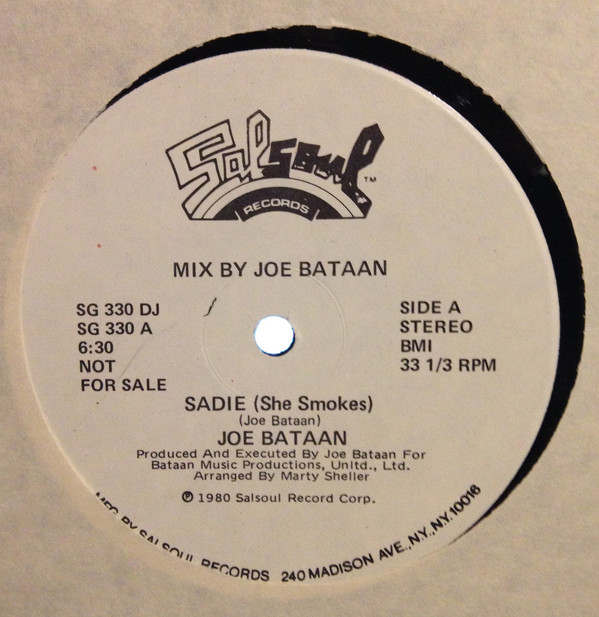 Salsoul TM
RECORDS
MIX BY JOE BATAAN
SG 330 DJ
SG 330 A
6:30
NOT
FOR SALE
SIDE A
STEREO
BMI
33 1/3 RPM
SADIE (She Smokes)
(Joe Bataan)
JOE BATAAN
Produced And Executed By Joe Bataan For
Bataan Music Productions, Unltd., Ltd.
Arranged By Marty Sheller
℗ 1980 Salsoul Record Corp.
MFG. BY SALSOUL RECORDS 240 MADISON AVE., N.Y., N.Y. 10016